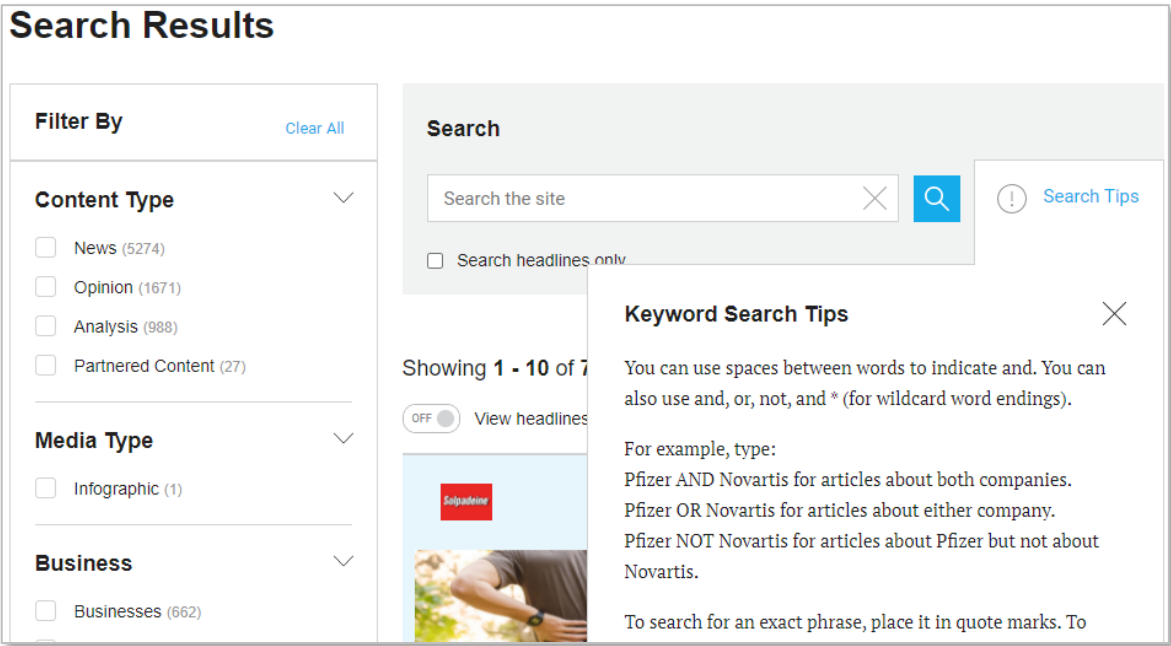 Search Results
Filter By
Clear All
Content Type
News (5274)
Opinion (1671)
Analysis (988)
Partnered Content (27)
Media Type
Infographic (1)
Business
Businesses (662)
Search
Search the site
Search Tips
Search headlines only
Showing 1 - 10 of 7
OFF View headlines
Solpadeine
Keyword Search Tips
You can use spaces between words to indicate and. You can
also use and, or, not, and * (for wildcard word endings).
For example, type:
Pfizer AND Novartis for articles about both companies.
Pfizer OR Novartis for articles about either company.
Pfizer NOT Novartis for articles about Pfizer but not about
Novartis.
To search for an exact phrase, place it in quote marks. To